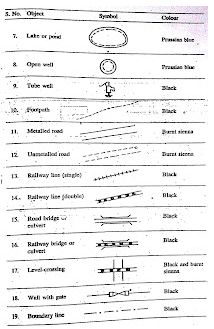 S. No. Object Symbol Colour
7. Lake or pond Prussian blue
8. Open well Prussian blue
9. Tube well Black
10. Footpath Black
11. Metalled road Burnt sienna
12. Unmetalled road Burnt sienna
13. Railway line (single) Black
14. Railway line (double) Black
15. Road bridge or Black
culvert
16. Railway bridge or Black
culvert
17. Level-crossing Black and burnt
sienna
18. Wall with gate Black
19. Boundary line Black